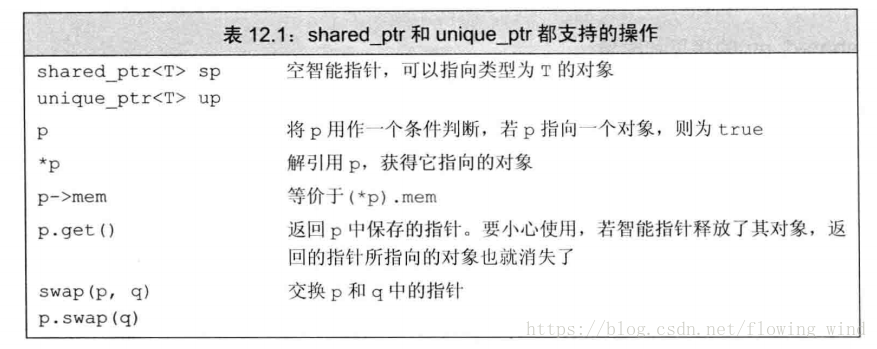 表 12.1：shared_ptr 和 unique_ptr 都支持的操作
shared_ptr<T> sp 空智能指针，可以指向类型为 T 的对象
unique_ptr<T> up
p 将 p 用作一个条件判断，若 p 指向一个对象，则为 true
*p 解引用 p，获得它指向的对象
p->mem 等价于(*p).mem
p.get() 返回 p 中保存的指针。要小心使用，若智能指针释放了其对象，返
回的指针所指向的对象也就消失了
swap(p, q) 交换 p 和 q 中的指针
p.swap(q)
https://blog.csdn.net/flowing_wind